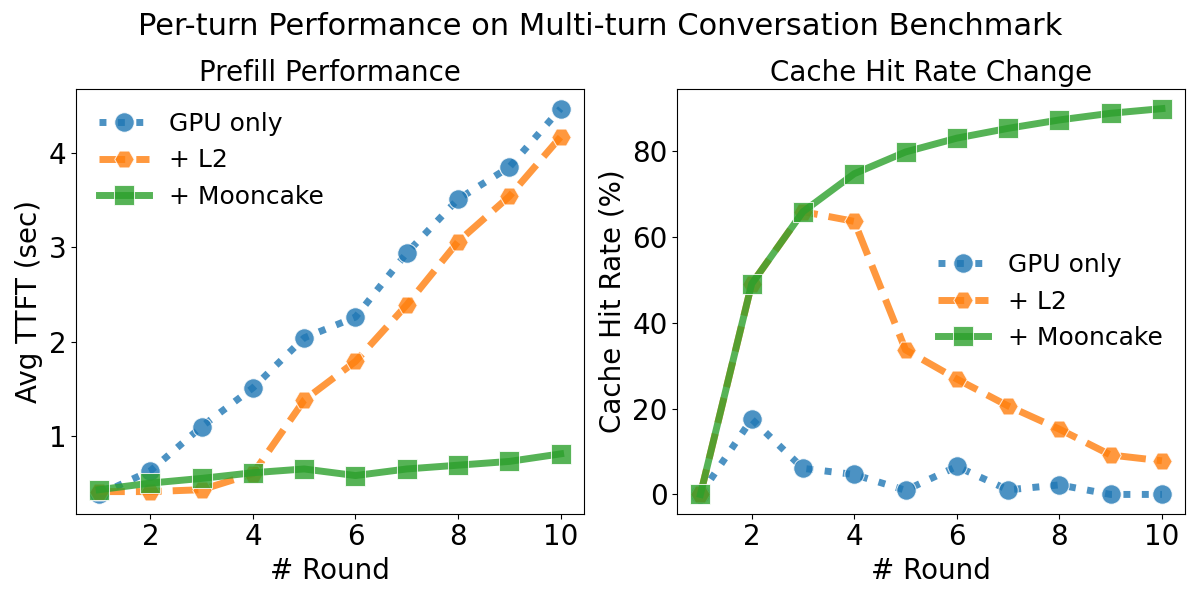 Per-turn Performance on Multi-turn Conversation Benchmark
Prefill Performance
GPU only
+ L2
+ Mooncake
Avg TTFT (sec)
4
3
2
1
2 4 6 8 10
# Round
Cache Hit Rate Change
GPU only
+ L2
+ Mooncake
Cache Hit Rate (%)
80
60
40
20
0
2 4 6 8 10
# Round